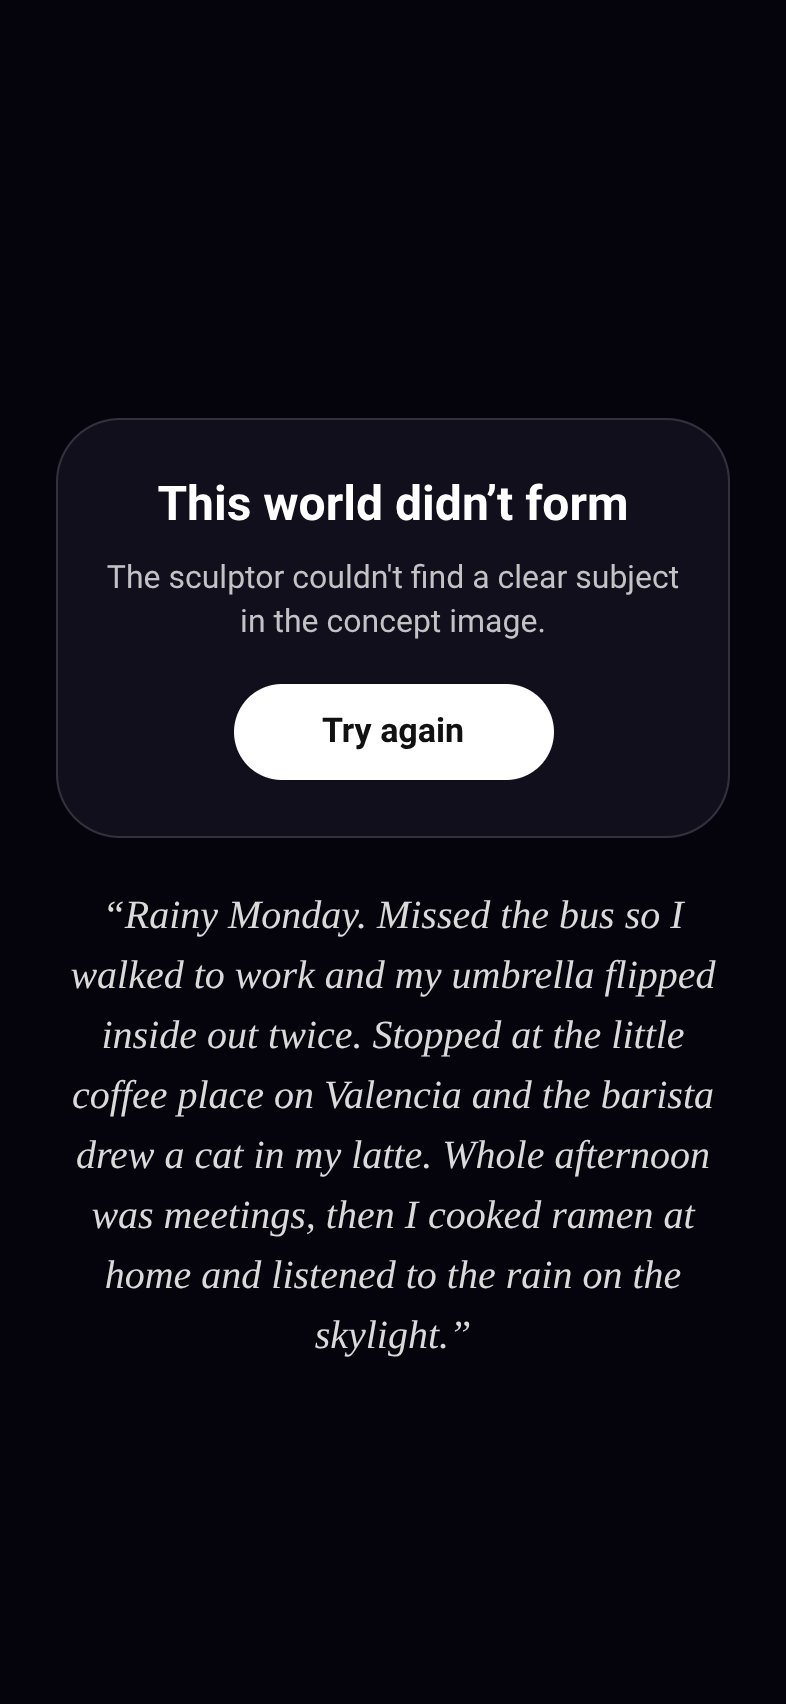 This world didn’t form
The sculptor couldn't find a clear subject
in the concept image.
Try again
“Rainy Monday. Missed the bus so I
walked to work and my umbrella flipped
inside out twice. Stopped at the little
coffee place on Valencia and the barista
drew a cat in my latte. Whole afternoon
was meetings, then I cooked ramen at
home and listened to the rain on the
skylight.”